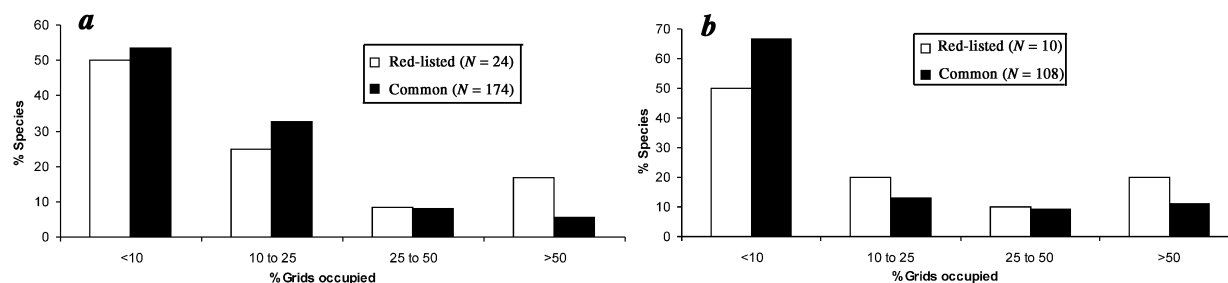 a
60
50
40
30
20
10
0
% Species
Red-listed (N = 24)
Common (N = 174)
<10
10 to 25
25 to 50
>50
%Grids occupied
b
70
60
50
40
30
20
10
0
% Species
Red-listed (N = 10)
Common (N = 108)
<10
10 to 25
25 to 50
>50
%Grids occupied